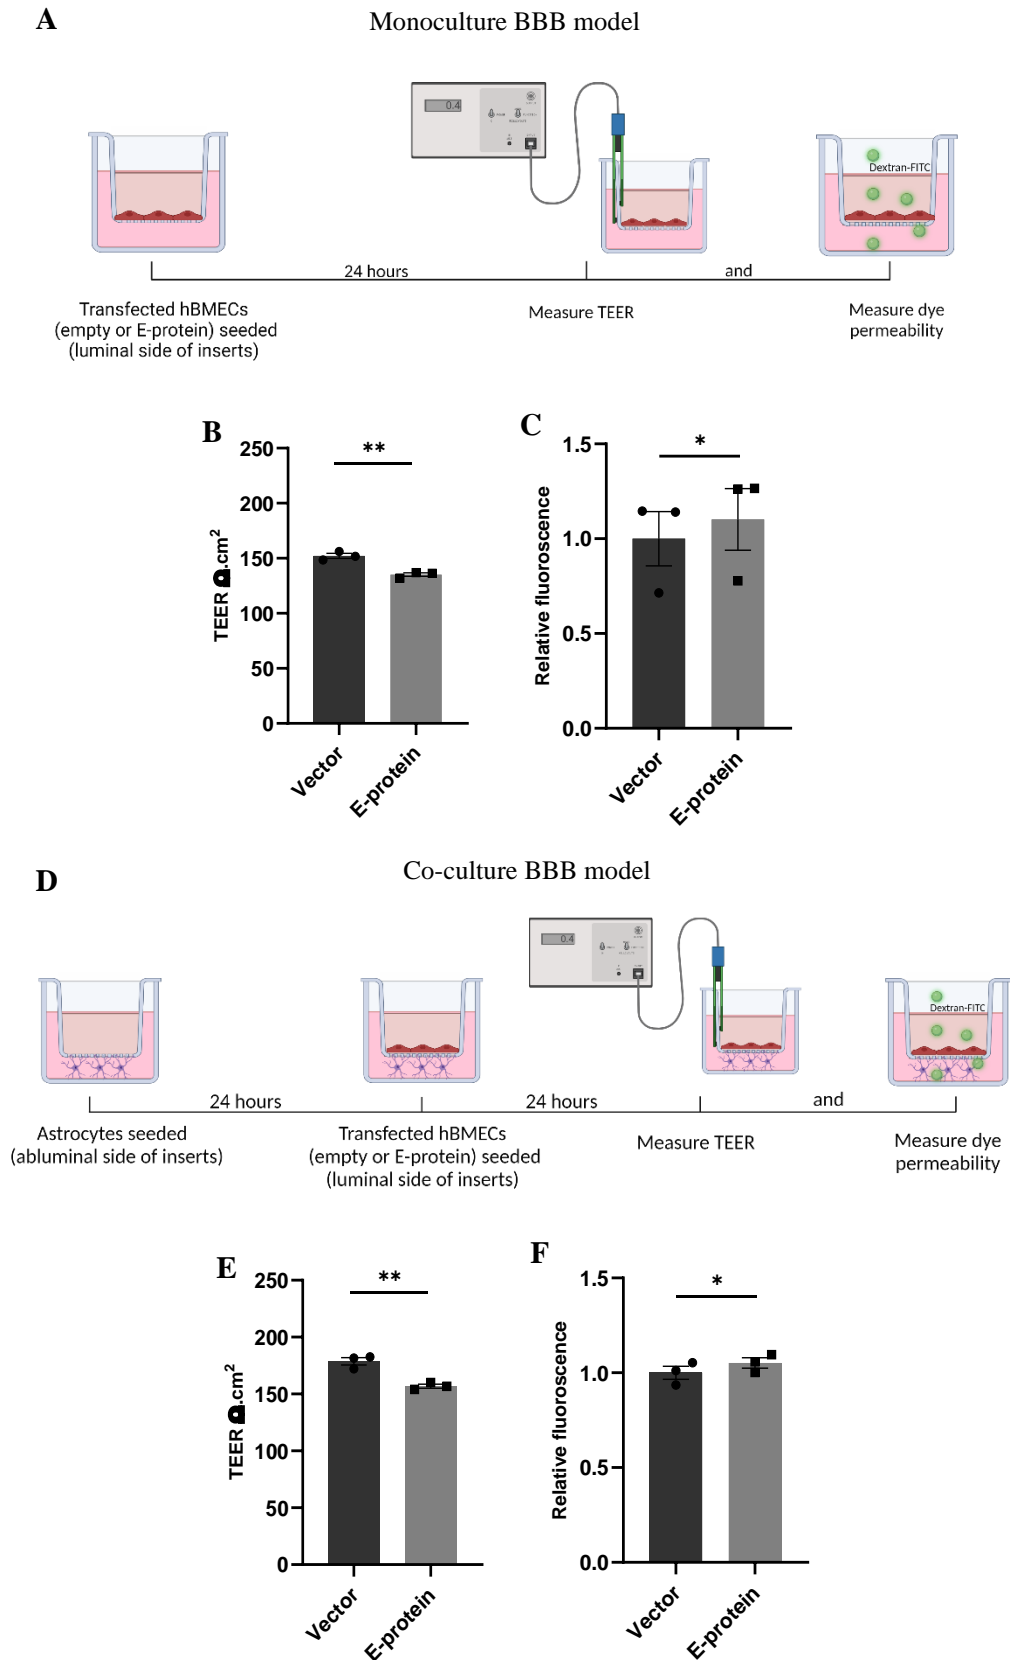 A
Monoculture BBB model
0.4
Dextran-FITC
24 hours
and
Transfected hBMECs
(empty or E-protein) seeded
(luminal side of inserts)
Measure TEER
Measure dye
permeability
B
250
200
150
100
50
0
TEER Ω.cm²
**
Vector
E-protein
C
1.5
1.0
0.5
0.0
Relative fluoroscence
*
Vector
E-protein
D
Co-culture BBB model
0.4
Dextran-FITC
24 hours
24 hours
and
Astrocytes seeded
(abluminal side of inserts)
Transfected hBMECs
(empty or E-protein) seeded
(luminal side of inserts)
Measure TEER
Measure dye
permeability
E
250
200
150
100
50
0
TEER Ω.cm²
**
Vector
E-protein
F
1.5
1.0
0.5
0.0
Relative fluoroscence
*
Vector
E-protein